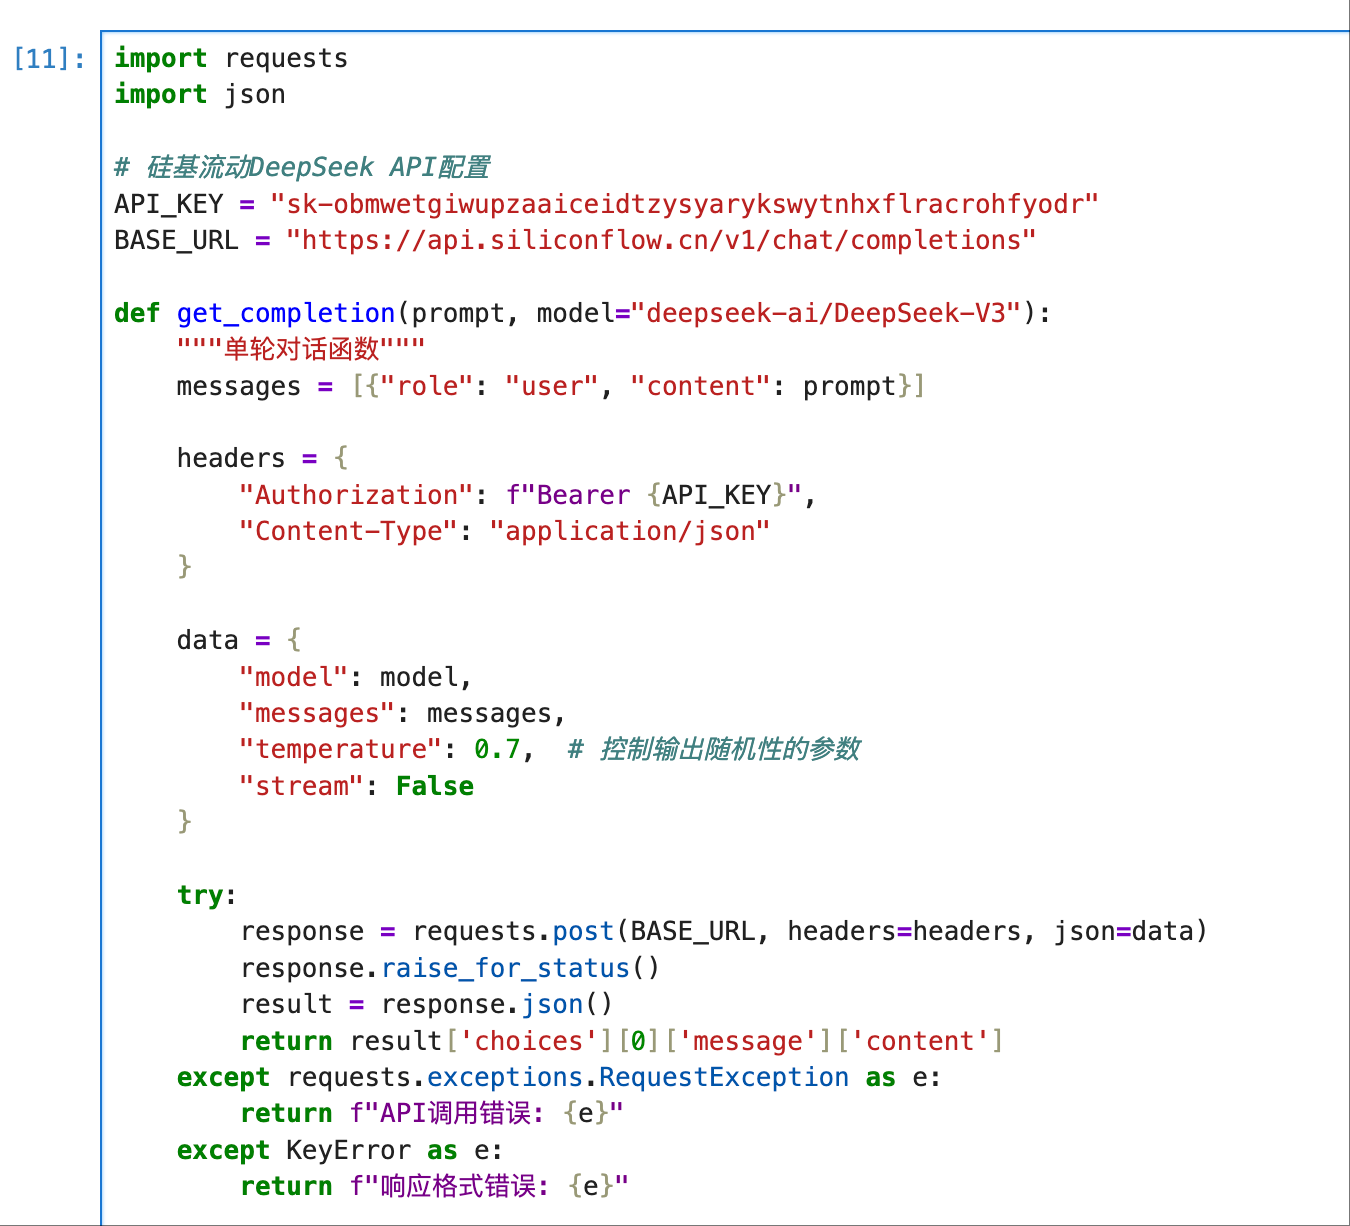 [11]:
import requests
import json
# 硅基流动DeepSeek API配置
API_KEY = "sk-obmwetgiwupzaaiceidtzysyarykswytnhxflracrohfyodr"
BASE_URL = "https://api.siliconflow.cn/v1/chat/completions"
def get_completion(prompt, model="deepseek-ai/DeepSeek-V3"):
    """单轮对话函数"""
    messages = [{"role": "user", "content": prompt}]
    headers = {
        "Authorization": f"Bearer {API_KEY}",
        "Content-Type": "application/json"
    }
    data = {
        "model": model,
        "messages": messages,
        "temperature": 0.7,  # 控制输出随机性的参数
        "stream": False
    }
    try:
        response = requests.post(BASE_URL, headers=headers, json=data)
        response.raise_for_status()
        result = response.json()
        return result['choices'][0]['message']['content']
    except requests.exceptions.RequestException as e:
        return f"API调用错误: {e}"
    except KeyError as e:
        return f"响应格式错误: {e}"